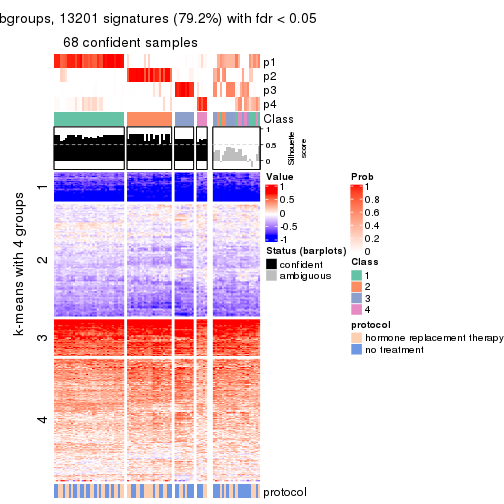 bgroups, 13201 signatures (79.2%) with fdr < 0.05
68 confident samples
p1
p2
p3
p4
Class
1
0.5
0
Silhouette
score
k-means with 4 groups
1
2
3
4
protocol
Value
1
0.5
0
-0.5
-1
Status (barplots)
confident
ambiguous
Prob
1
0.8
0.6
0.4
0.2
0
Class
1
2
3
4
protocol
hormone replacement therapy
no treatment